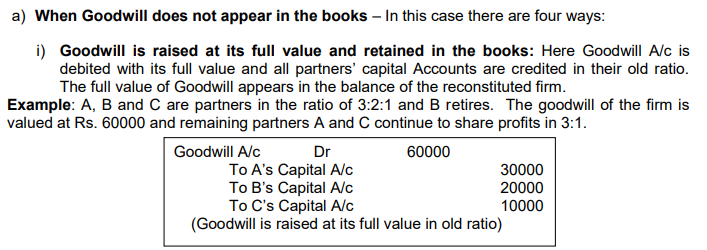 a) When Goodwill does not appear in the books – In this case there are four ways:
i) Goodwill is raised at its full value and retained in the books: Here Goodwill A/c is
debited with its full value and all partners' capital Accounts are credited in their old ratio.
The full value of Goodwill appears in the balance of the reconstituted firm.
Example: A, B and C are partners in the ratio of 3:2:1 and B retires. The goodwill of the firm is
valued at Rs. 60000 and remaining partners A and C continue to share profits in 3:1.
Goodwill A/c Dr 60000
To A's Capital A/c 30000
To B's Capital A/c 20000
To C's Capital A/c 10000
(Goodwill is raised at its full value in old ratio)